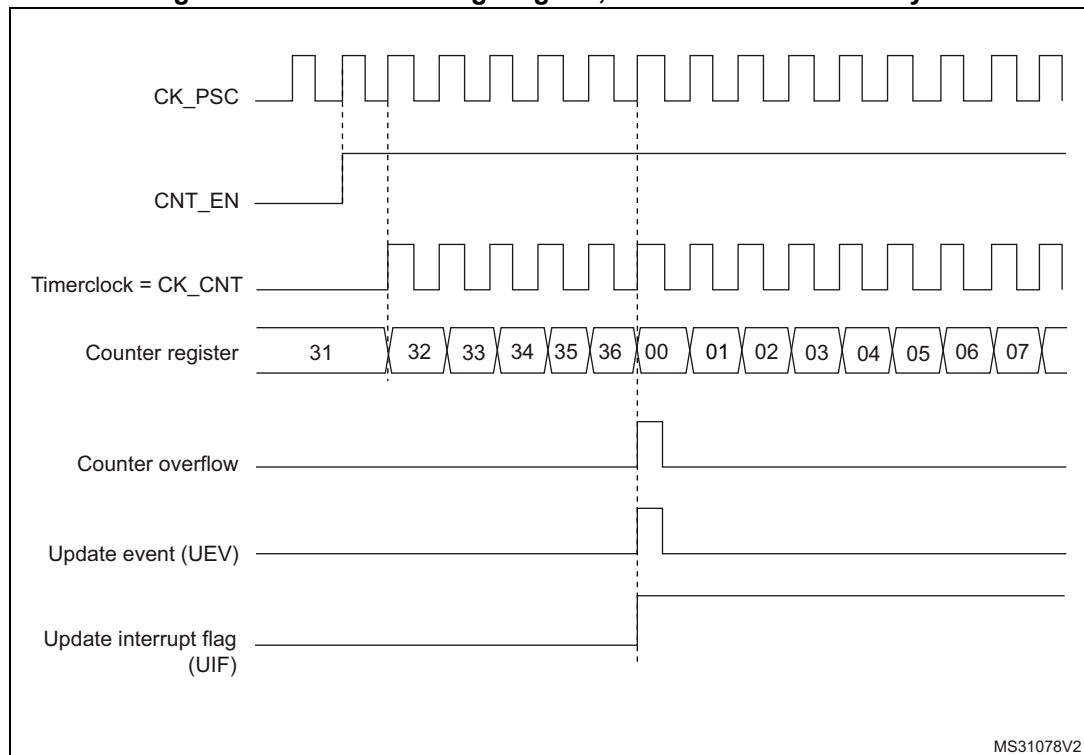 CK_PSC
CNT_EN
Timerclock = CK_CNT
Counter register 31 32 33 34 35 36 00 01 02 03 04 05 06 07
Counter overflow
Update event (UEV)
Update interrupt flag
(UIF)
MS31078V2